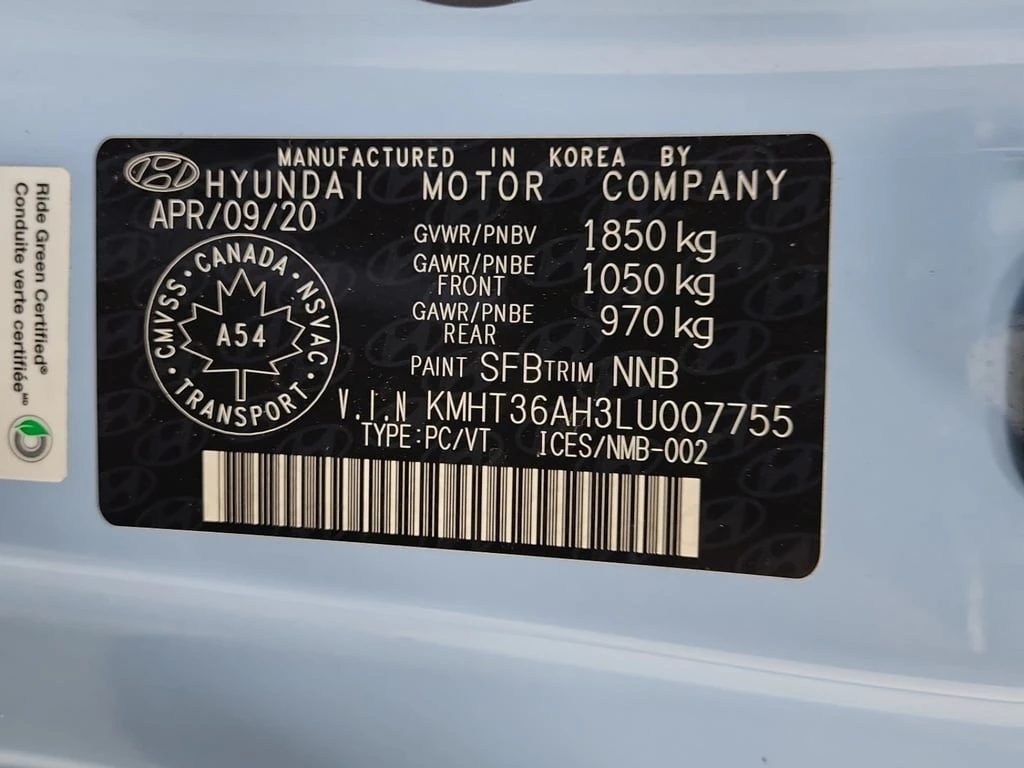 MANUFACTURED IN KOREA BY
HYUNDAI MOTOR COMPANY
APR/09/20
GVWR/PNBV 1850 kg
GAWR/PNBE FRONT 1050 kg
GAWR/PNBE REAR 970 kg
PAINT SFB TRIM NNB
V.I.N KMHT36AH3LU007755
TYPE:PC/VT ICES/NMB-002
CANADA · NSVAC · TRANSPORT · CMVSS ·
A54
Ride Green Certified®
Conduite verte certifiée MD